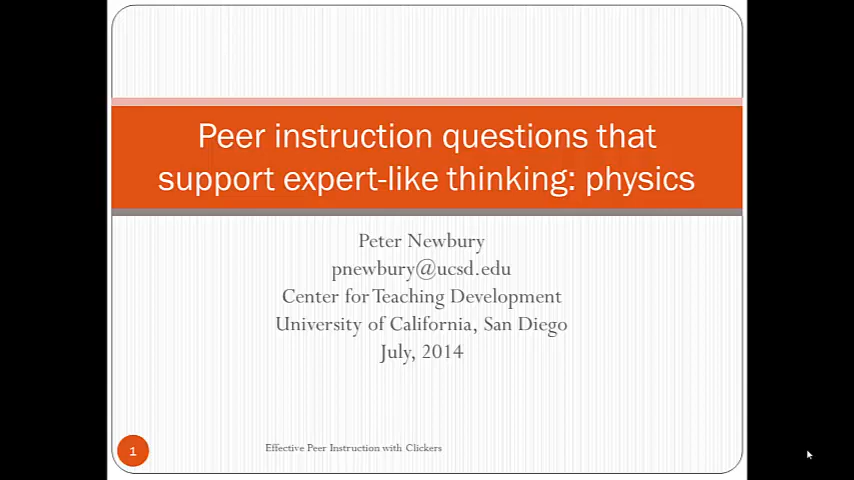 Peer instruction questions that
support expert-like thinking: physics
Peter Newbury
pnewbury@ucsd.edu
Center for Teaching Development
University of California, San Diego
July, 2014
1
Effective Peer Instruction with Clickers